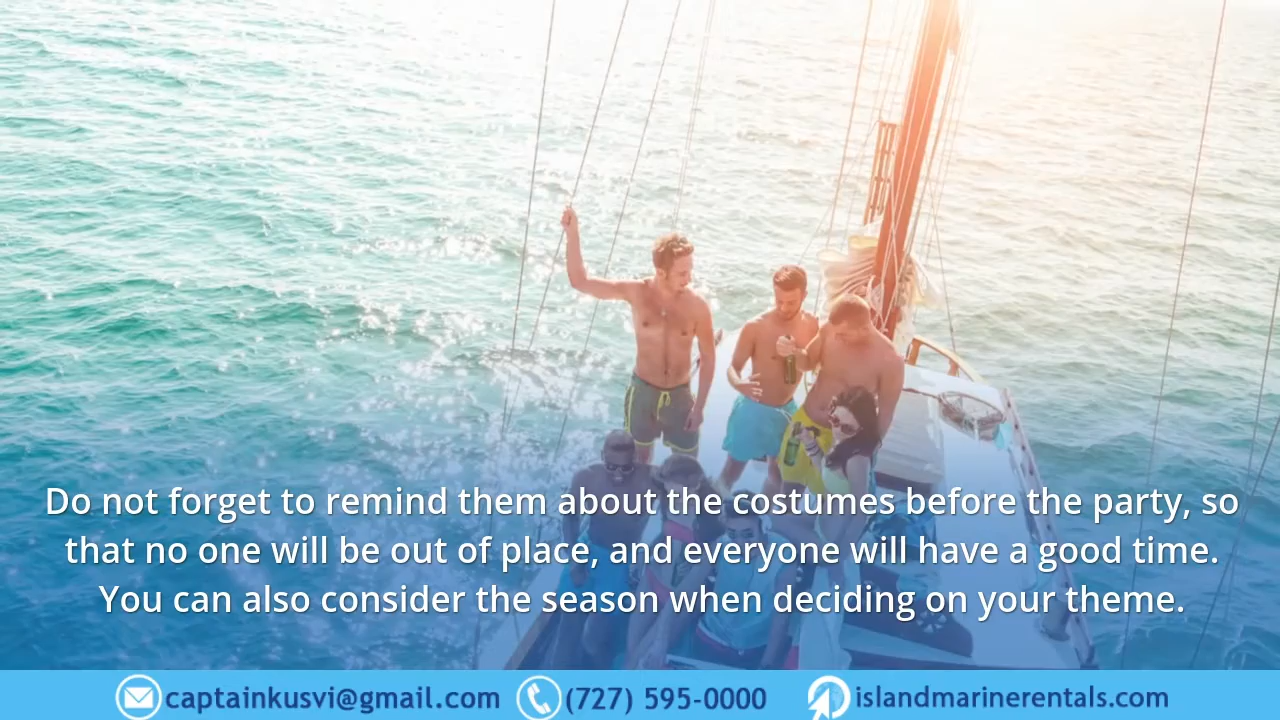 Do not forget to remind them about the costumes before the party, so
that no one will be out of place, and everyone will have a good time.
You can also consider the season when deciding on your theme.
captainkusvi@gmail.com (727) 595-0000 islandmarinerentals.com